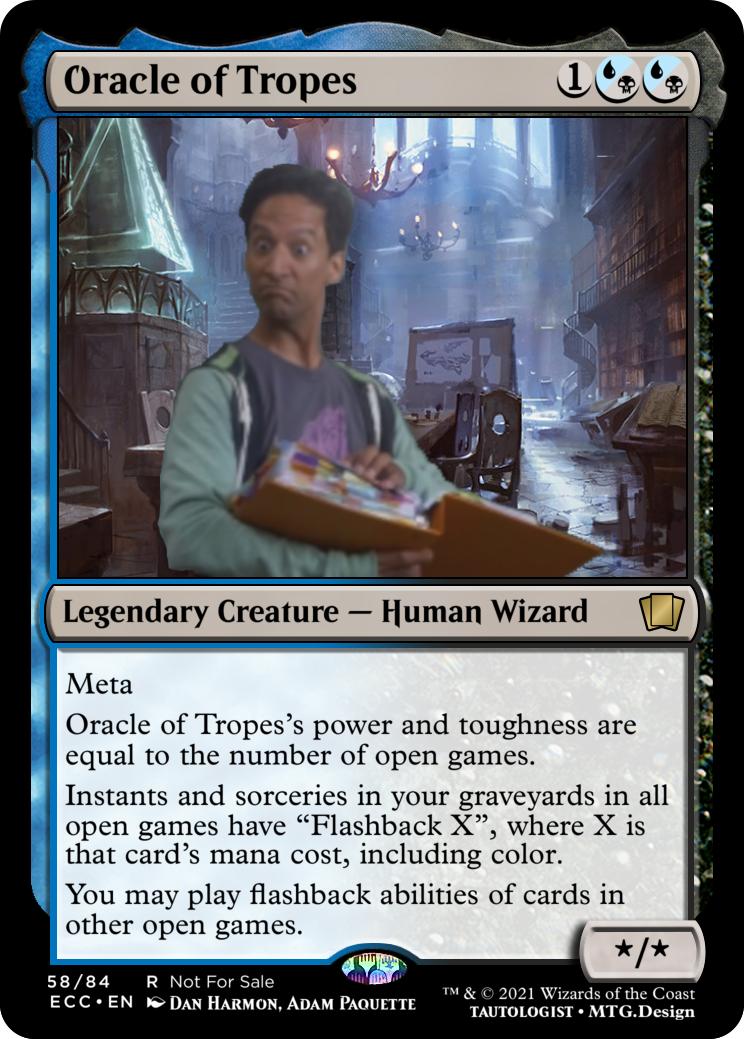 Oracle of Tropes 1
Legendary Creature — Human Wizard
Meta
Oracle of Tropes's power and toughness are
equal to the number of open games.
Instants and sorceries in your graveyards in all
open games have “Flashback X”, where X is
that card's mana cost, including color.
You may play flashback abilities of cards in
other open games.
★/★
58/84 R Not For Sale
ECC • EN Dan Harmon, Adam Paquette
™ & © 2021 Wizards of the Coast
TAUTOLOGIST • MTG.Design